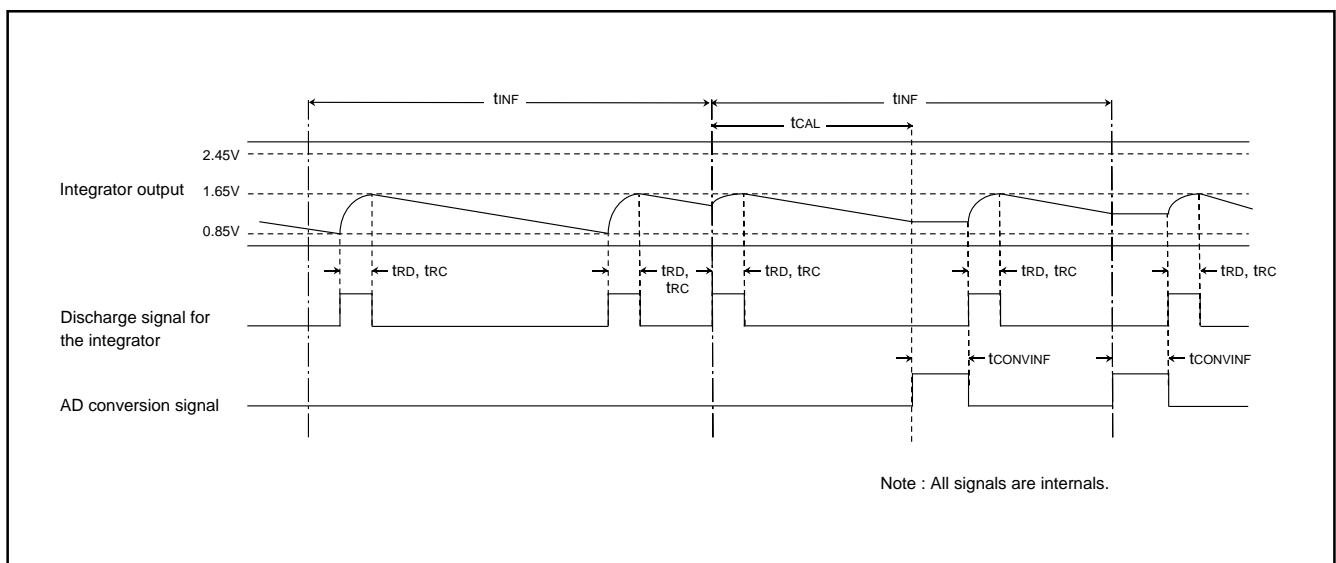 tINF
tINF
tCAL
2.45V
Integrator output
1.65V
0.85V
tRD, tRC
tRD,
tRC
tRD, tRC
tRD, tRC
tRD, tRC
Discharge signal for
the integrator
tCONVINF
tCONVINF
AD conversion signal
Note : All signals are internals.